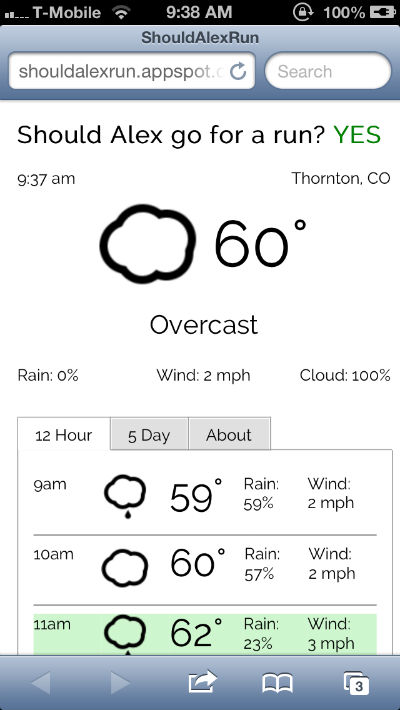 T-Mobile 9:38 AM 100%
ShouldAlexRun
shouldalexrun.appspot.c Search
Should Alex go for a run? YES
9:37 am Thornton, CO
60°
Overcast
Rain: 0% Wind: 2 mph Cloud: 100%
12 Hour 5 Day About
9am 59° Rain: 59% Wind: 2 mph
10am 60° Rain: 57% Wind: 2 mph
11am 62° Rain: 23% Wind: 3 mph
3